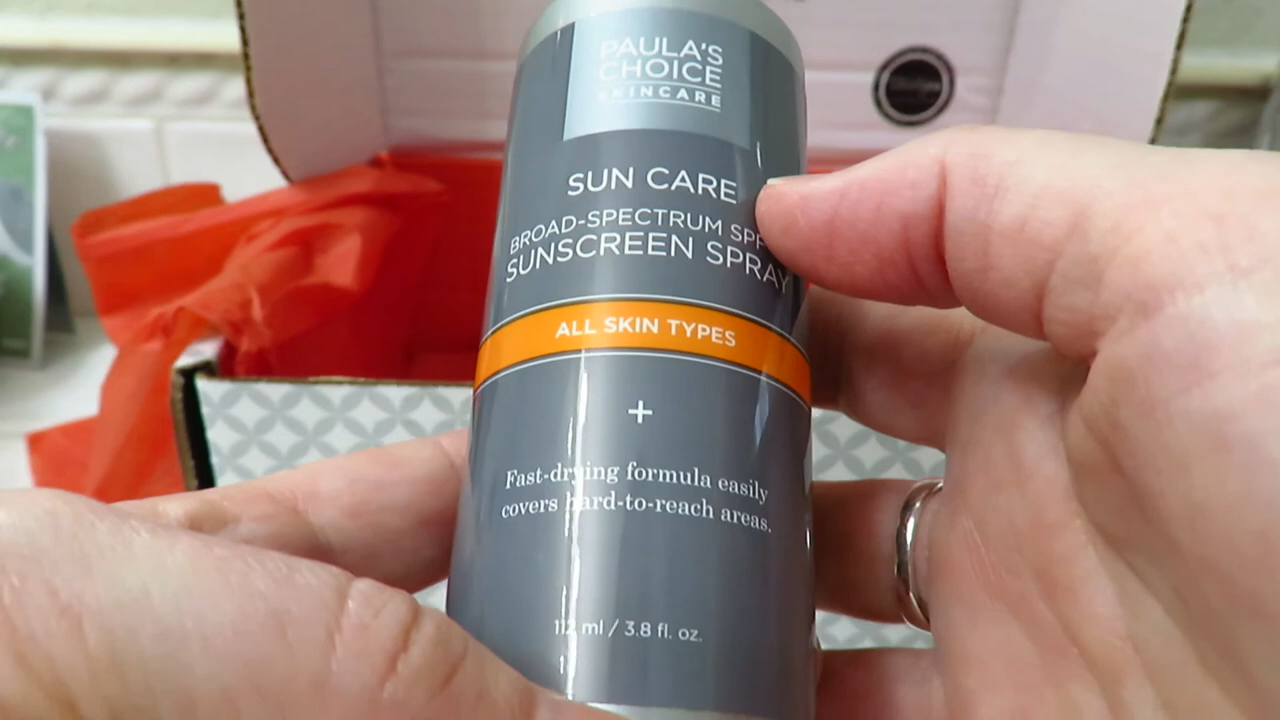 PAULA'S
CHOICE
SKINCARE
SUN CARE
BROAD-SPECTRUM SPF
SUNSCREEN SPRAY
ALL SKIN TYPES
+
Fast-drying formula easily
covers hard-to-reach areas.
112 ml / 3.8 fl. oz.